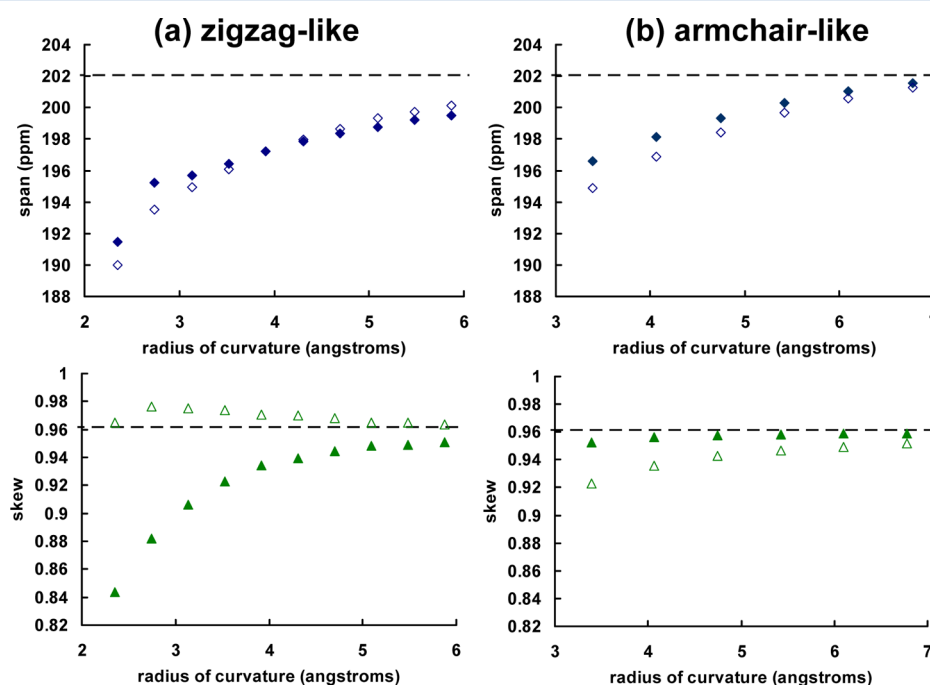 (a) zigzag-like
204
202
200
198
196
194
192
190
188
span (ppm)
2 3 4 5 6
radius of curvature (angstroms)
(b) armchair-like
204
202
200
198
196
194
192
190
188
span (ppm)
3 4 5 6 7
radius of curvature (angstroms)
1
0.98
0.96
0.94
0.92
0.9
0.88
0.86
0.84
0.82
skew
2 3 4 5 6
radius of curvature (angstroms)
1
0.98
0.96
0.94
0.92
0.9
0.88
0.86
0.84
0.82
skew
3 4 5 6 7
radius of curvature (angstroms)